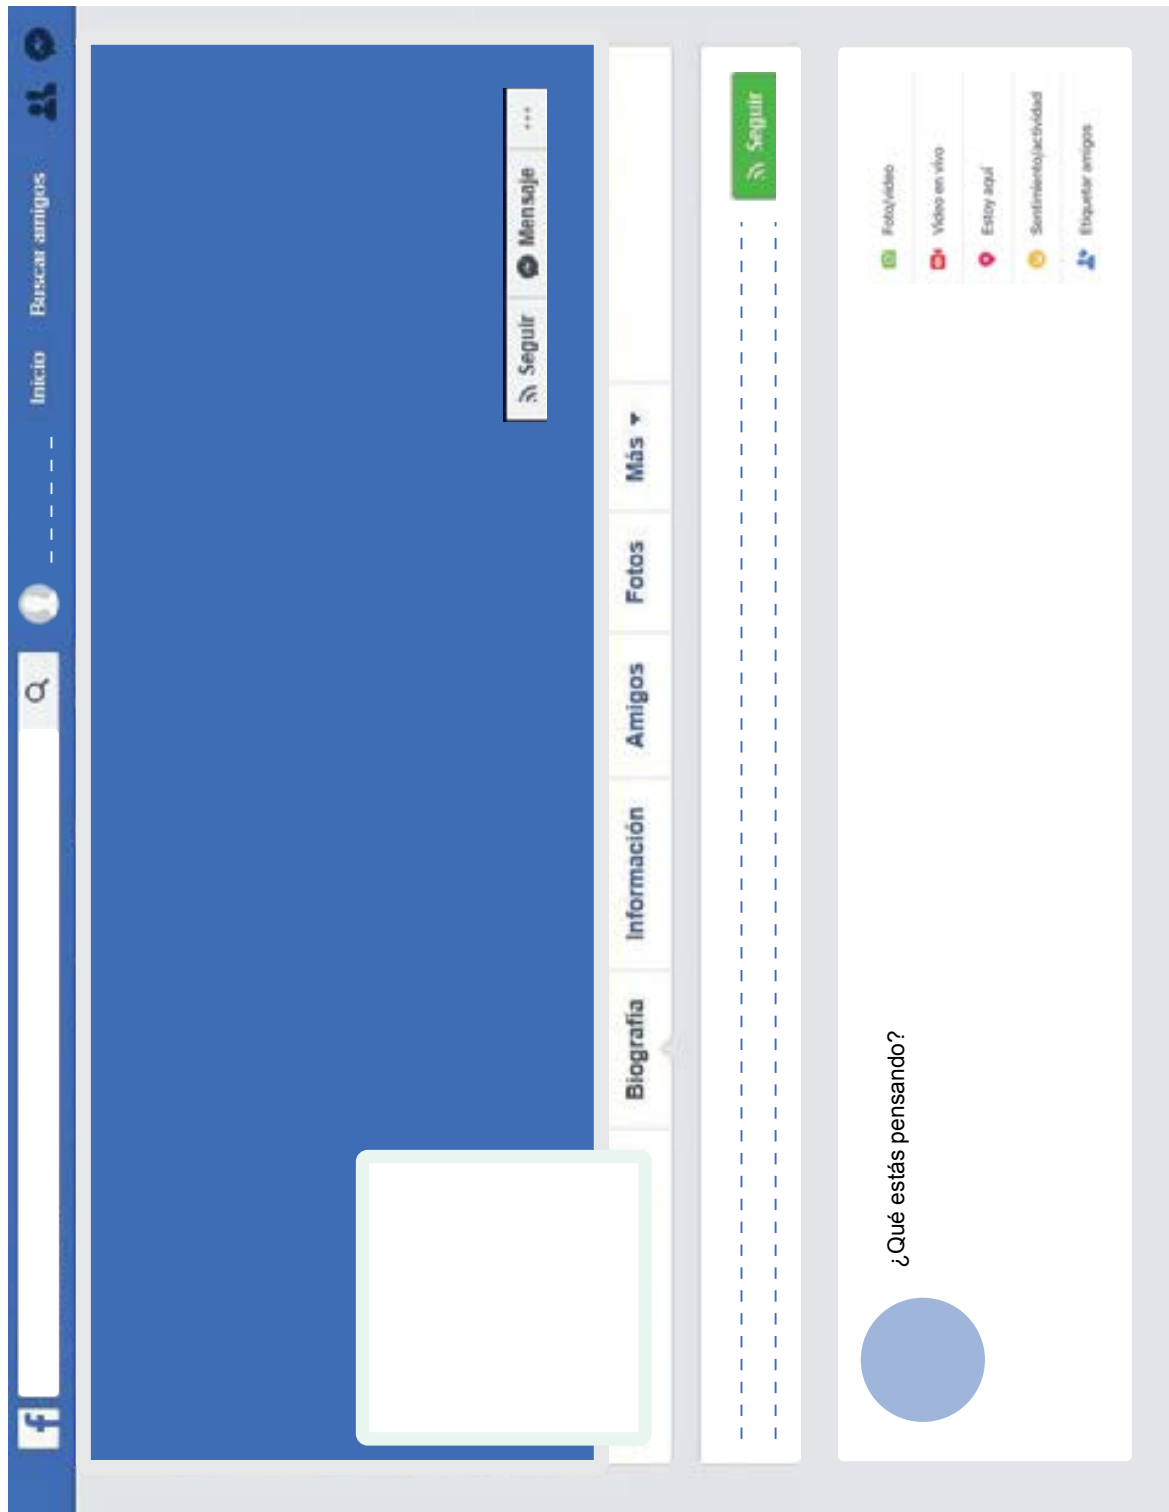 f Inicio Buscar amigos
Seguir Mensaje ...
Biografía Información Amigos Fotos Más
Seguir
¿Qué estás pensando?
Foto/video
Video en vivo
Estoy aquí
Sentimiento/actividad
Etiquetar amigos